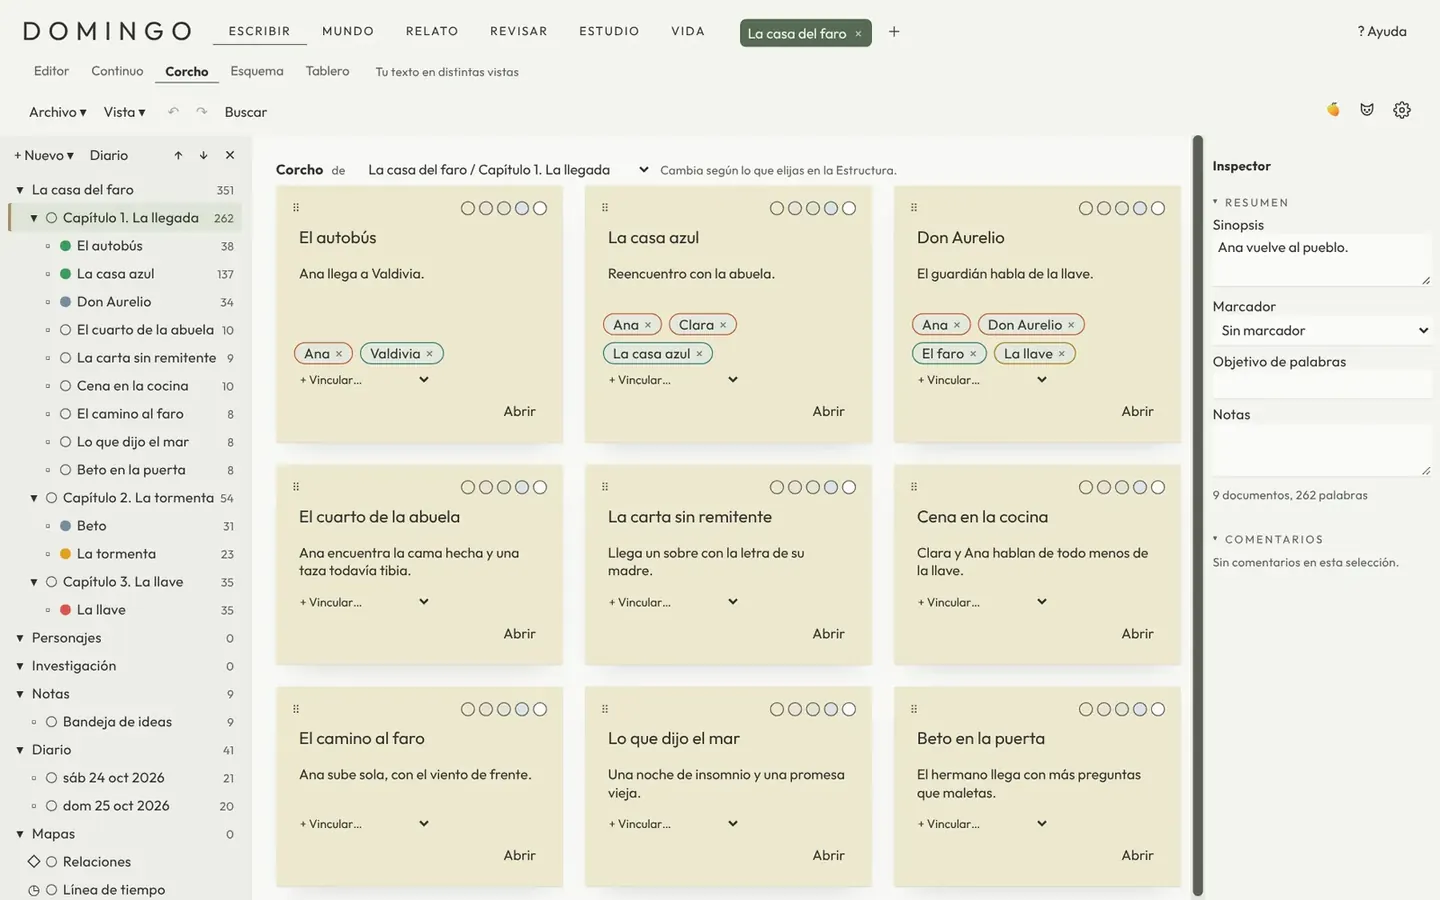 DOMINGO
ESCRIBIR MUNDO RELATO REVISAR ESTUDIO VIDA
La casa del faro ×
+
? Ayuda
Editor Continuo Corcho Esquema Tablero Tu texto en distintas vistas
Archivo ▾ Vista ▾ Buscar
+ Nuevo ▾ Diario ↑ ↓ ✕
La casa del faro 351
Capítulo 1. La llegada 262
El autobús 38
La casa azul 137
Don Aurelio 34
El cuarto de la abuela 10
La carta sin remitente 9
Cena en la cocina 10
El camino al faro 8
Lo que dijo el mar 8
Beto en la puerta 8
Capítulo 2. La tormenta 54
Beto 31
La tormenta 23
Capítulo 3. La llave 35
La llave 35
Personajes 0
Investigación 0
Notas 9
Bandeja de ideas 9
Diario 41
sáb 24 oct 2026 21
dom 25 oct 2026 20
Mapas 0
Relaciones
Línea de tiempo
Corcho de La casa del faro / Capítulo 1. La llegada Cambia según lo que elijas en la Estructura.
El autobús
Ana llega a Valdivia.
Ana × Valdivia ×
+ Vincular...
Abrir
La casa azul
Reencuentro con la abuela.
Ana × Clara ×
La casa azul ×
+ Vincular...
Abrir
Don Aurelio
El guardián habla de la llave.
Ana × Don Aurelio ×
El faro × La llave ×
+ Vincular...
Abrir
El cuarto de la abuela
Ana encuentra la cama hecha y una
taza todavía tibia.
+ Vincular...
Abrir
La carta sin remitente
Llega un sobre con la letra de su
madre.
+ Vincular...
Abrir
Cena en la cocina
Clara y Ana hablan de todo menos de
la llave.
+ Vincular...
Abrir
El camino al faro
Ana sube sola, con el viento de frente.
+ Vincular...
Abrir
Lo que dijo el mar
Una noche de insomnio y una promesa
vieja.
+ Vincular...
Abrir
Beto en la puerta
El hermano llega con más preguntas
que maletas.
+ Vincular...
Abrir
Inspector
RESUMEN
Sinopsis
Ana vuelve al pueblo.
Marcador
Sin marcador
Objetivo de palabras
Notas
9 documentos, 262 palabras
COMENTARIOS
Sin comentarios en esta selección.